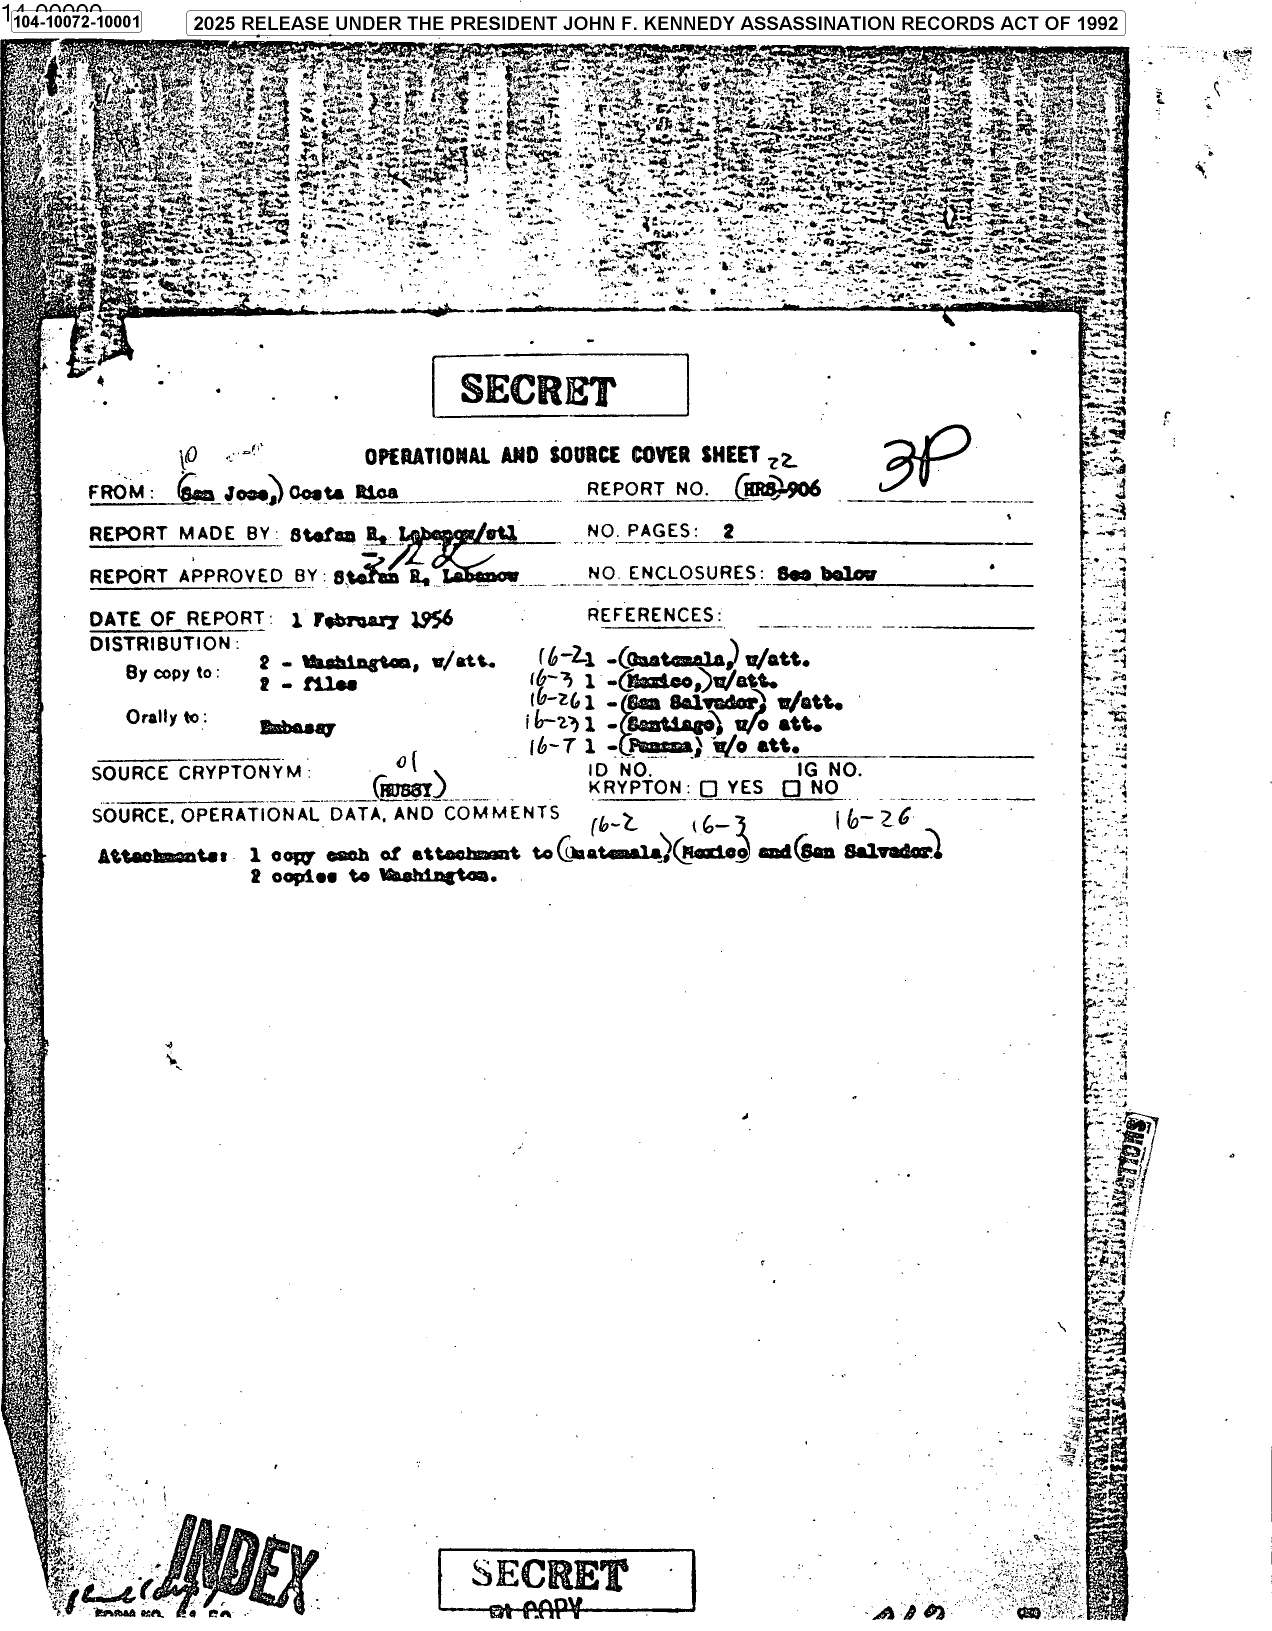 104-10072-10001
2025 RELEASE UNDER THE PRESIDENT JOHN F. KENNEDY ASSASSINATION RECORDS ACT OF 1992
SECRET
10
OPERATIONAL AND SOURCE COVER SHEET 22
3P
FROM: (San Jose,) Costa Rica REPORT NO. (HRS)-906
REPORT MADE BY: Stefan R. Labanow/stl NO. PAGES: 2
REPORT APPROVED BY: Stefan R. Labanow NO. ENCLOSURES: See below
DATE OF REPORT: 1 February 1956 REFERENCES:
DISTRIBUTION:
By copy to: 2 - Washington, w/att. 16-2 1 -(Guatemala,) w/att.
2 - files 16-3 1 -(Mexico,) w/att.
16-26 1 -(San Salvador) w/att.
Orally to: Embassy 16-23 1 -(Santiago) w/o att.
16-7 1 -(Panama) w/o att.
SOURCE CRYPTONYM: 01 ID NO. IG NO.
(HUSSY) KRYPTON: ☐ YES ☐ NO
SOURCE, OPERATIONAL DATA, AND COMMENTS
16-2 16-3 16-26
Attachments: 1 copy each of attachment to (Guatemala,) (Mexico) and (San Salvador.)
2 copies to Washington.
INDEX
SECRET
COPY